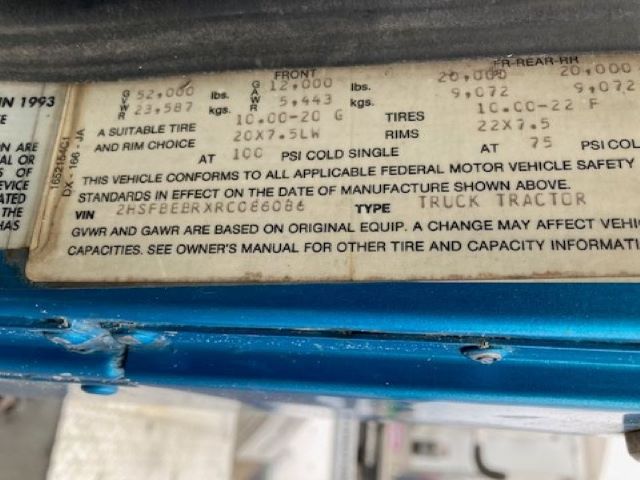 IN 1993
E
ON ARE
AL OR
S OF
EVICE
ATED
THE
HAS
1652154C1
DX - 166 - JA
FRONT
FR-REAR-RR
GVWR 52,000 lbs. GAWR 12,000 lbs. 20,000 20,000
23,587 kgs. 5,443 kgs. 9,072 9,072
A SUITABLE TIRE 10.00-20 G TIRES 10.00-22 F
AND RIM CHOICE 20X7.5LW RIMS 22X7.5
AT 100 PSI COLD SINGLE AT 75 PSI COL
THIS VEHICLE CONFORMS TO ALL APPLICABLE FEDERAL MOTOR VEHICLE SAFETY
STANDARDS IN EFFECT ON THE DATE OF MANUFACTURE SHOWN ABOVE.
VIN 2HSFBEBRXRC086086 TYPE TRUCK TRACTOR
GVWR AND GAWR ARE BASED ON ORIGINAL EQUIP. A CHANGE MAY AFFECT VEHI
CAPACITIES. SEE OWNER'S MANUAL FOR OTHER TIRE AND CAPACITY INFORMATI